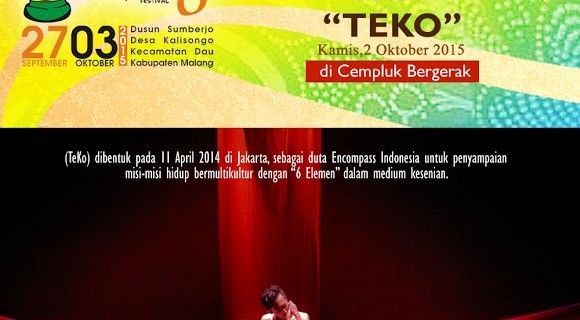 FESTIVAL
27 03 2015
SEPTEMBER OKTOBER
Dusun Sumberjo
Desa Kalisongo
Kecamatan Dau
Kabupaten Malang
"TEKO"
Kamis,2 Oktober 2015
di Cempluk Bergerak
(TeKo) dibentuk pada 11 April 2014 di Jakarta, sebagai duta Encompass Indonesia untuk penyampaian
misi-misi hidup bermultikultur dengan "6 Elemen" dalam medium kesenian.